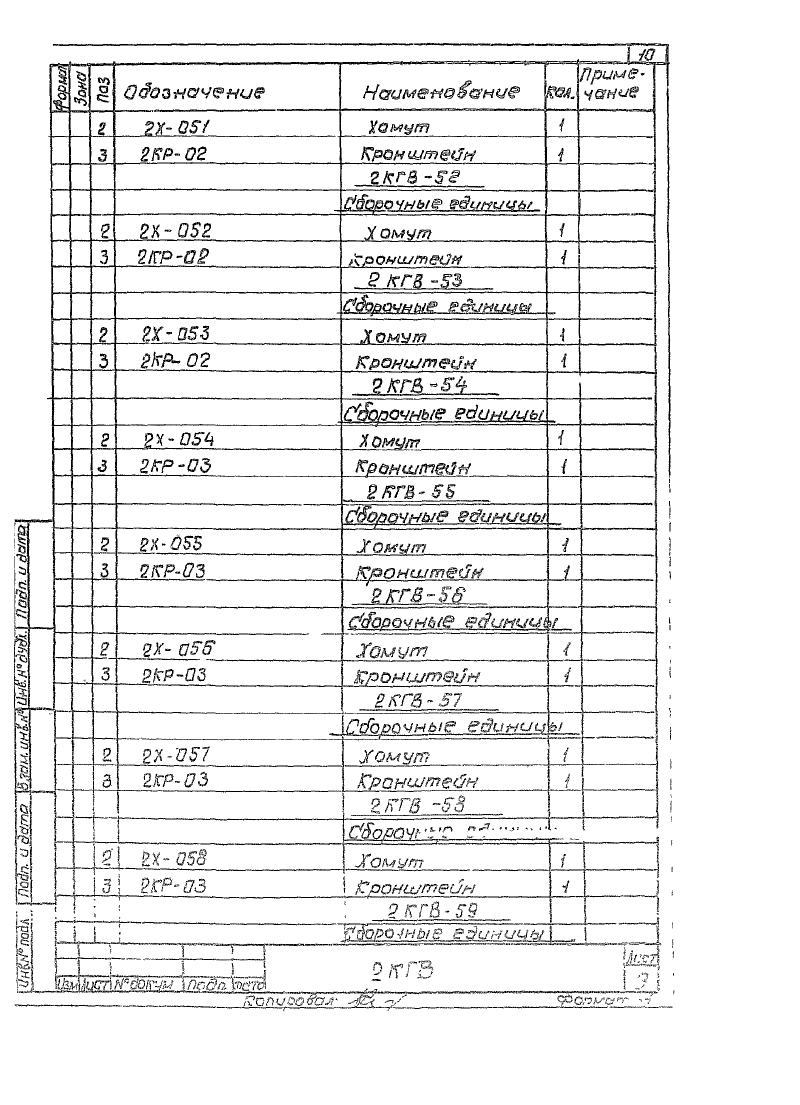 10
Форма Зона Поз Обозначение Наименование Кол. Приме-
чание
2 2Х-051 Хомут 1
3 2КР-02 Кронштейн 1
2КГВ-52
Сборочные единицы
2 2Х-052 Хомут 1
3 2КР-02 Кронштейн 1
2КГВ-53
Сборочные единицы
2 2Х-053 Хомут 1
3 2КР-02 Кронштейн 1
2КГВ-54
Сборочные единицы
2 2Х-054 Хомут 1
3 2КР-03 Кронштейн 1
2КГВ-55
Сборочные единицы
2 2Х-055 Хомут 1
3 2КР-03 Кронштейн 1
2КГВ-56
Сборочные единицы
2 2Х-056 Хомут 1
3 2КР-03 Кронштейн 1
2КГВ-57
Сборочные единицы
2 2Х-057 Хомут 1
3 2КР-03 Кронштейн 1
2КГВ-58
Сборочные единицы
2 2Х-058 Хомут 1
3 2КР-03 Кронштейн 1
2КГВ-59
Сборочные единицы
Изм Лист № докум. Подп. Дата
2КГВ
Лист
Копировал
Формат
Подп. и дата
Инв.№ дубл.
Взам. инв.№
Подп. и дата
Инв.№ подл.